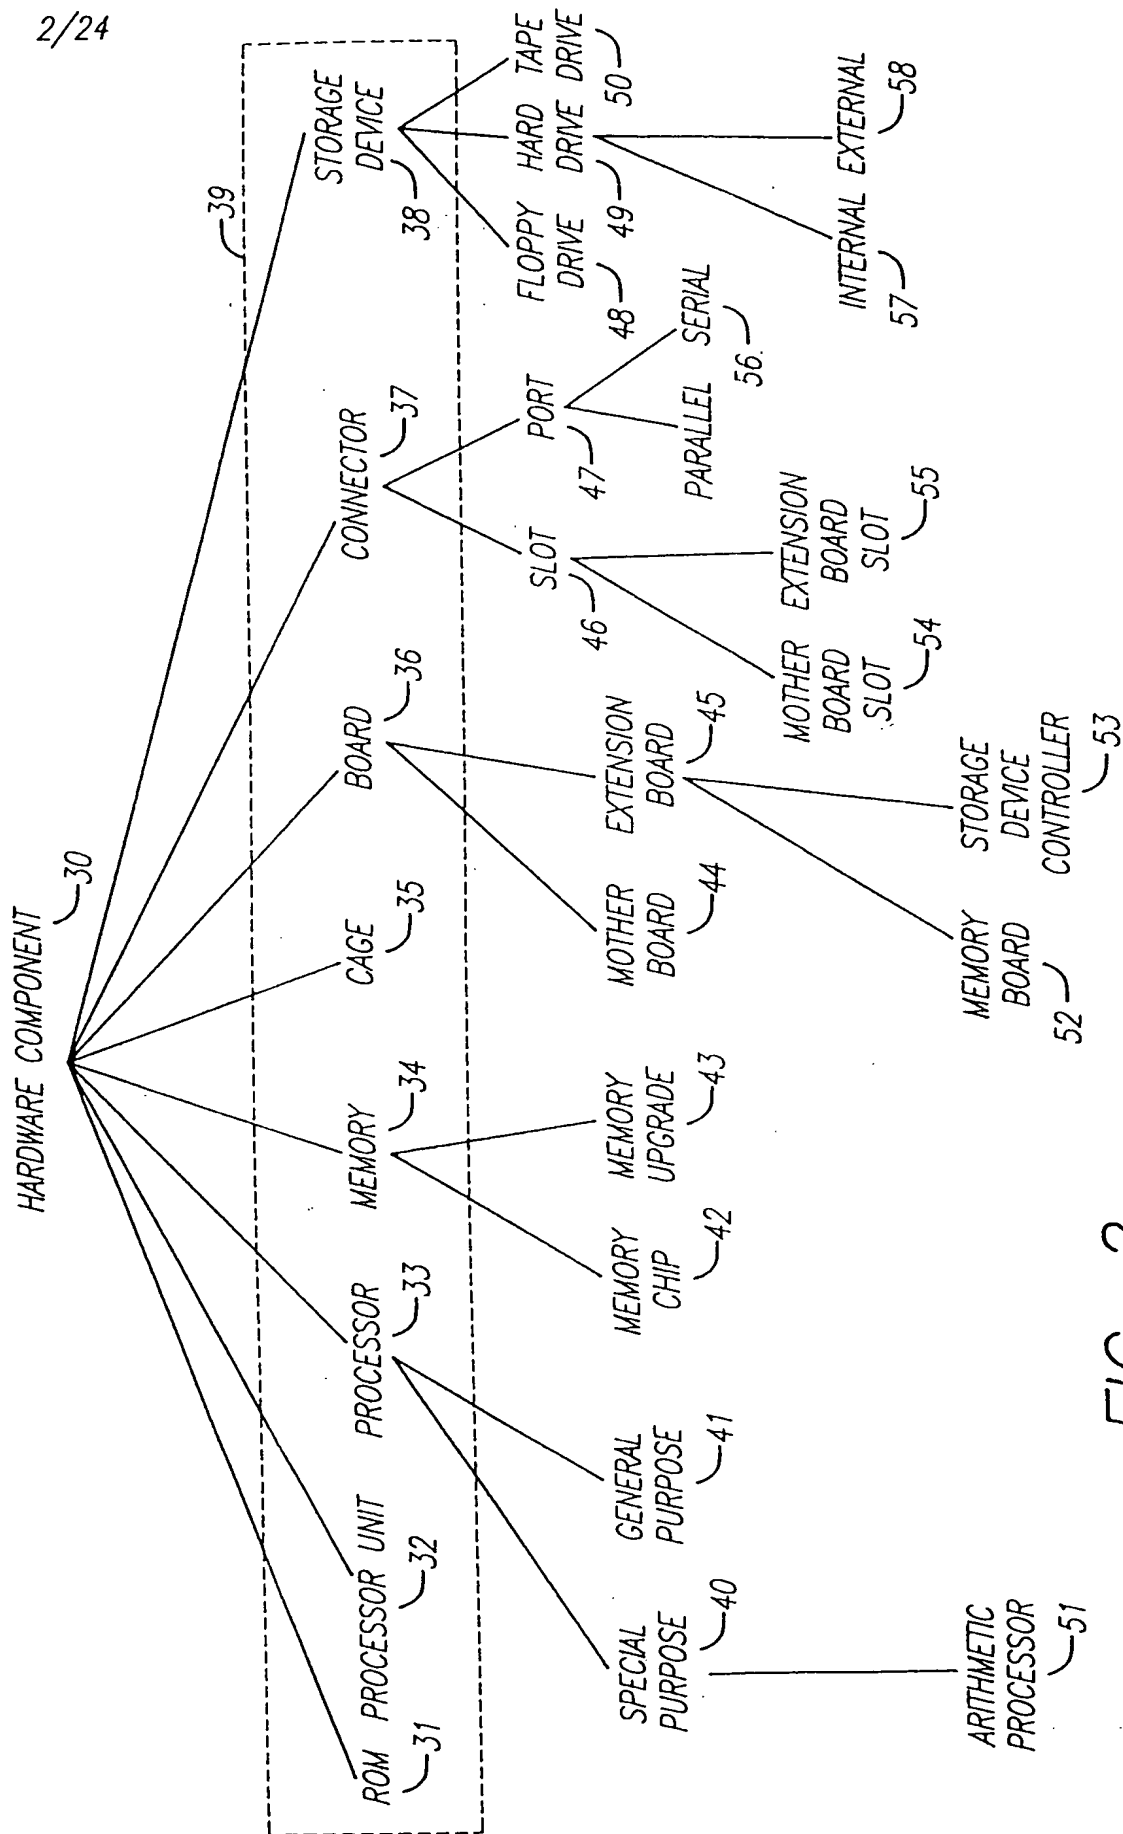 2/24
HARDWARE COMPONENT
30
39
ROM
31
PROCESSOR UNIT
32
PROCESSOR
33
MEMORY
34
CAGE
35
BOARD
36
CONNECTOR
37
STORAGE
DEVICE
38
SPECIAL
PURPOSE
40
GENERAL
PURPOSE
41
MEMORY
CHIP
42
MEMORY
UPGRADE
43
MOTHER
BOARD
44
EXTENSION
BOARD
45
SLOT
46
PORT
47
FLOPPY
DRIVE
48
HARD
DRIVE
49
TAPE
DRIVE
50
ARITHMETIC
PROCESSOR
51
MEMORY
BOARD
52
STORAGE
DEVICE
CONTROLLER
53
MOTHER
BOARD
SLOT
54
EXTENSION
BOARD
SLOT
55
PARALLEL
SERIAL
56.
INTERNAL
57
EXTERNAL
58
FIG. 2